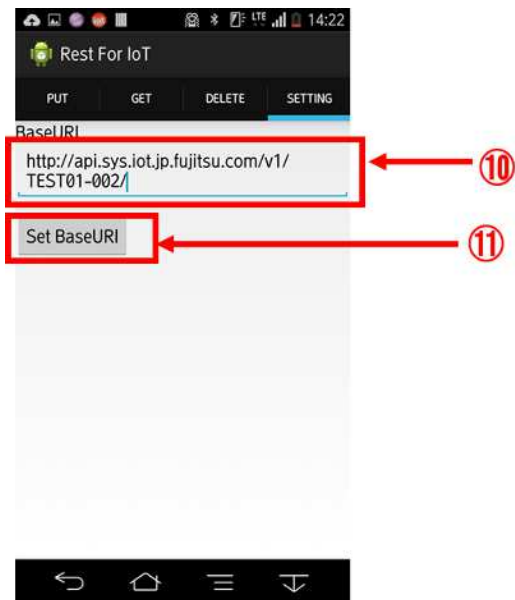 LTE 14:22
Rest For IoT
PUT GET DELETE SETTING
BaseURI
http://api.sys.iot.jp.fujitsu.com/v1/
TEST01-002/
⑩
Set BaseURI
⑪